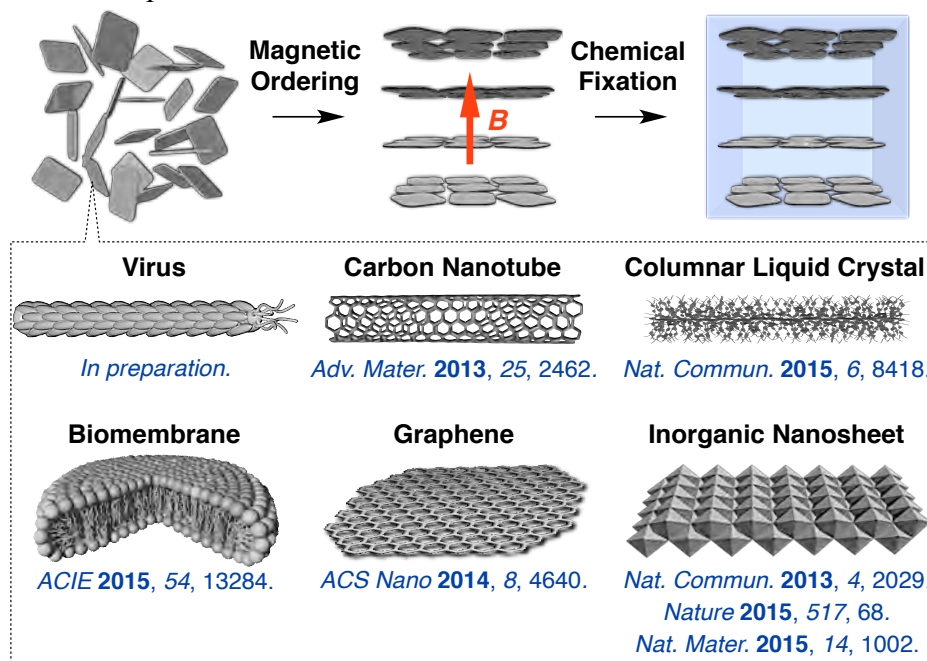 Magnetic
Ordering
Chemical
Fixation
B
Virus
Carbon Nanotube
Columnar Liquid Crystal
In preparation.
Adv. Mater. 2013, 25, 2462.
Nat. Commun. 2015, 6, 8418.
Biomembrane
Graphene
Inorganic Nanosheet
ACIE 2015, 54, 13284.
ACS Nano 2014, 8, 4640.
Nat. Commun. 2013, 4, 2029.
Nature 2015, 517, 68.
Nat. Mater. 2015, 14, 1002.